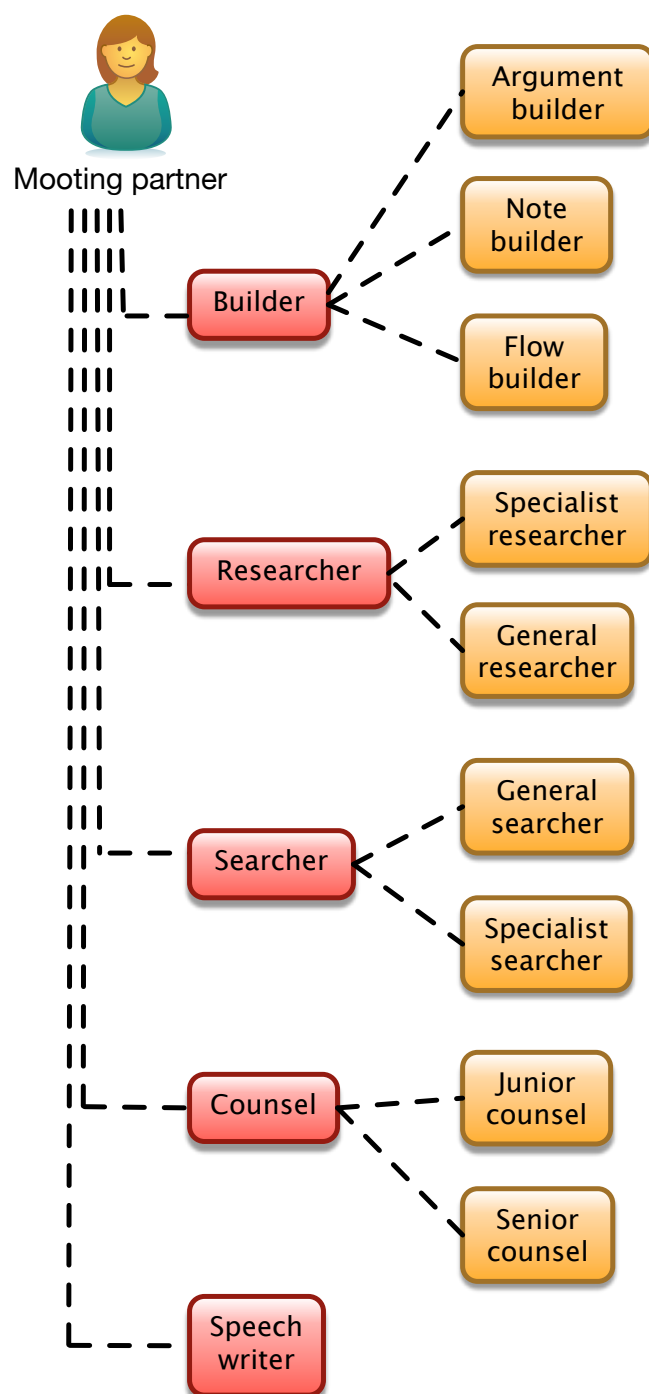 Mooting partner
Builder
Argument
builder
Note
builder
Flow
builder
Researcher
Specialist
researcher
General
researcher
Searcher
General
searcher
Specialist
searcher
Counsel
Junior
counsel
Senior
counsel
Speech
writer